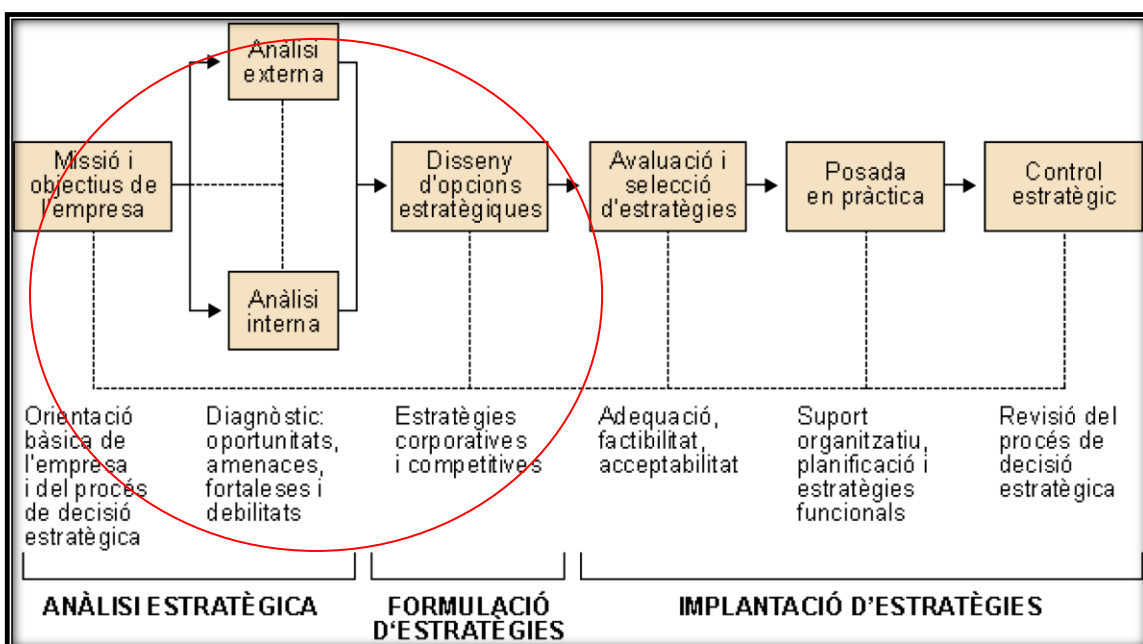 Anàlisi
externa
Missió i
objectius de
l'empresa
Disseny
d'opcions
estratègiques
Avaluació i
selecció
d'estratègies
Posada
en pràctica
Control
estratègic
Anàlisi
interna
Orientació
bàsica de
l'empresa
i del procés
de decisió
estratègica
Diagnòstic:
oportunitats,
amenaces,
fortaleses i
debilitats
Estratègies
corporatives
i competitives
Adequació,
factibilitat,
acceptabilitat
Suport
organitzatiu,
planificació i
estratègies
funcionals
Revisió del
procés de
decisió
estratègica
ANÀLISI ESTRATÈGICA
FORMULACIÓ
D'ESTRATÈGIES
IMPLANTACIÓ D'ESTRATÈGIES